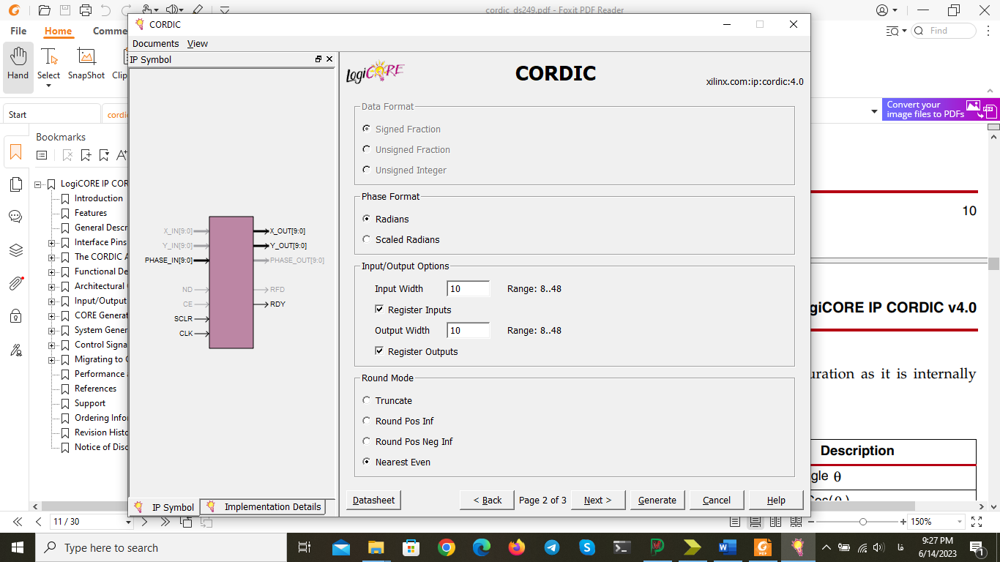 cordic_ds249.pdf - Foxit PDF Reader
File
Home
Comme
Find
Hand
Select
SnapShot
Clip
Start
cordic
Convert your
image files to PDFs
Bookmarks
LogiCORE IP COR
Introduction
Features
General Descr
Interface Pins
The CORDIC A
Functional De
Architectural
Input/Output
CORE Generat
System Gener
Control Signa
Migrating to C
Performance a
References
Support
Ordering Infor
Revision Histo
Notice of Disc
CORDIC
Documents
View
IP Symbol
X_IN[9:0]
Y_IN[9:0]
PHASE_IN[9:0]
ND
CE
SCLR
CLK
X_OUT[9:0]
Y_OUT[9:0]
PHASE_OUT[9:0]
RFD
RDY
IP Symbol
Implementation Details
LogiCORE
CORDIC
xilinx.com:ip:cordic:4.0
Data Format
Signed Fraction
Unsigned Fraction
Unsigned Integer
Phase Format
Radians
Scaled Radians
Input/Output Options
Input Width 10 Range: 8..48
Register Inputs
Output Width 10 Range: 8..48
Register Outputs
Round Mode
Truncate
Round Pos Inf
Round Pos Neg Inf
Nearest Even
Datasheet
< Back
Page 2 of 3
Next >
Generate
Cancel
Help
10
giCORE IP CORDIC v4.0
uration as it is internally
Description
gle θ
11 / 30
150%
Type here to search
فا
9:27 PM
6/14/2023
1